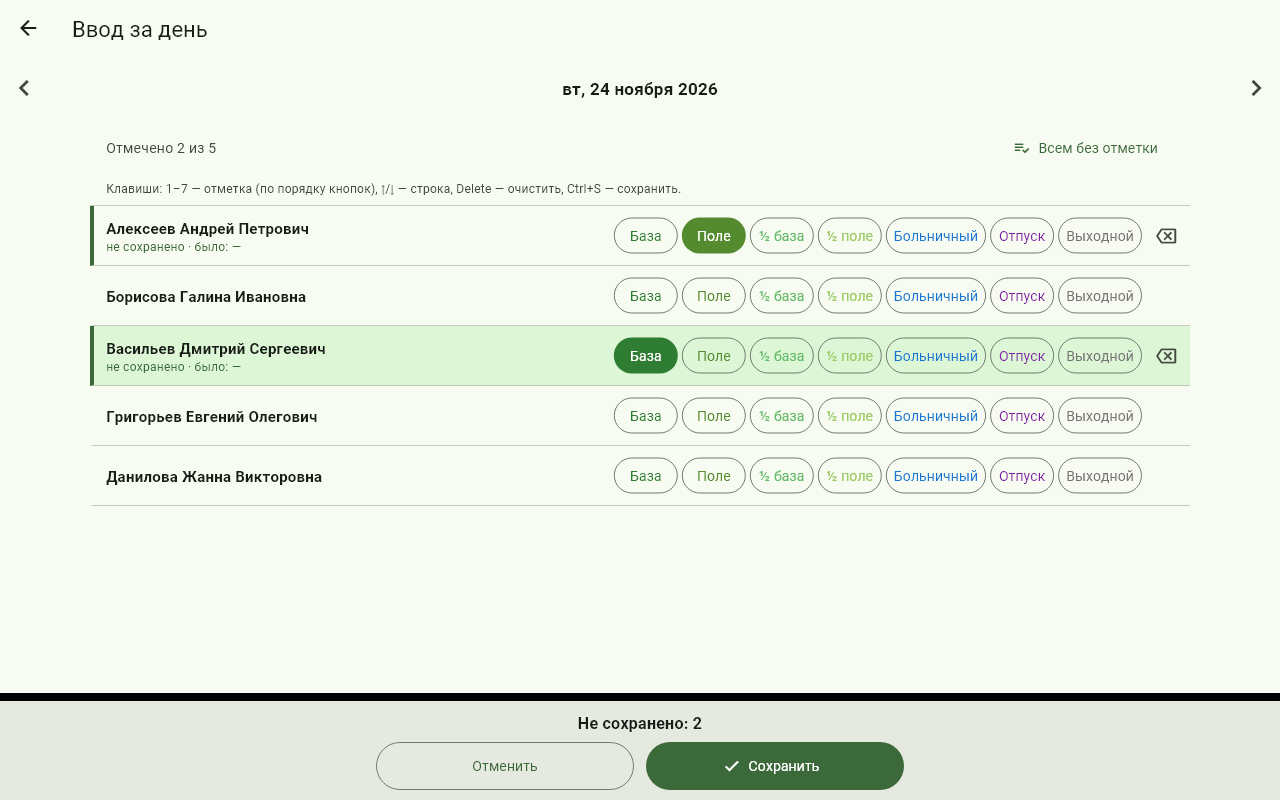 Ввод за день
вт, 24 ноября 2026
Отмечено 2 из 5
Всем без отметки
Клавиши: 1–7 — отметка (по порядку кнопок), ↑/↓ — строка, Delete — очистить, Ctrl+S — сохранить.
Алексеев Андрей Петрович
не сохранено · было: —
База Поле ½ база ½ поле Больничный Отпуск Выходной
Борисова Галина Ивановна
База Поле ½ база ½ поле Больничный Отпуск Выходной
Васильев Дмитрий Сергеевич
не сохранено · было: —
База Поле ½ база ½ поле Больничный Отпуск Выходной
Григорьев Евгений Олегович
База Поле ½ база ½ поле Больничный Отпуск Выходной
Данилова Жанна Викторовна
База Поле ½ база ½ поле Больничный Отпуск Выходной
Не сохранено: 2
Отменить
Сохранить